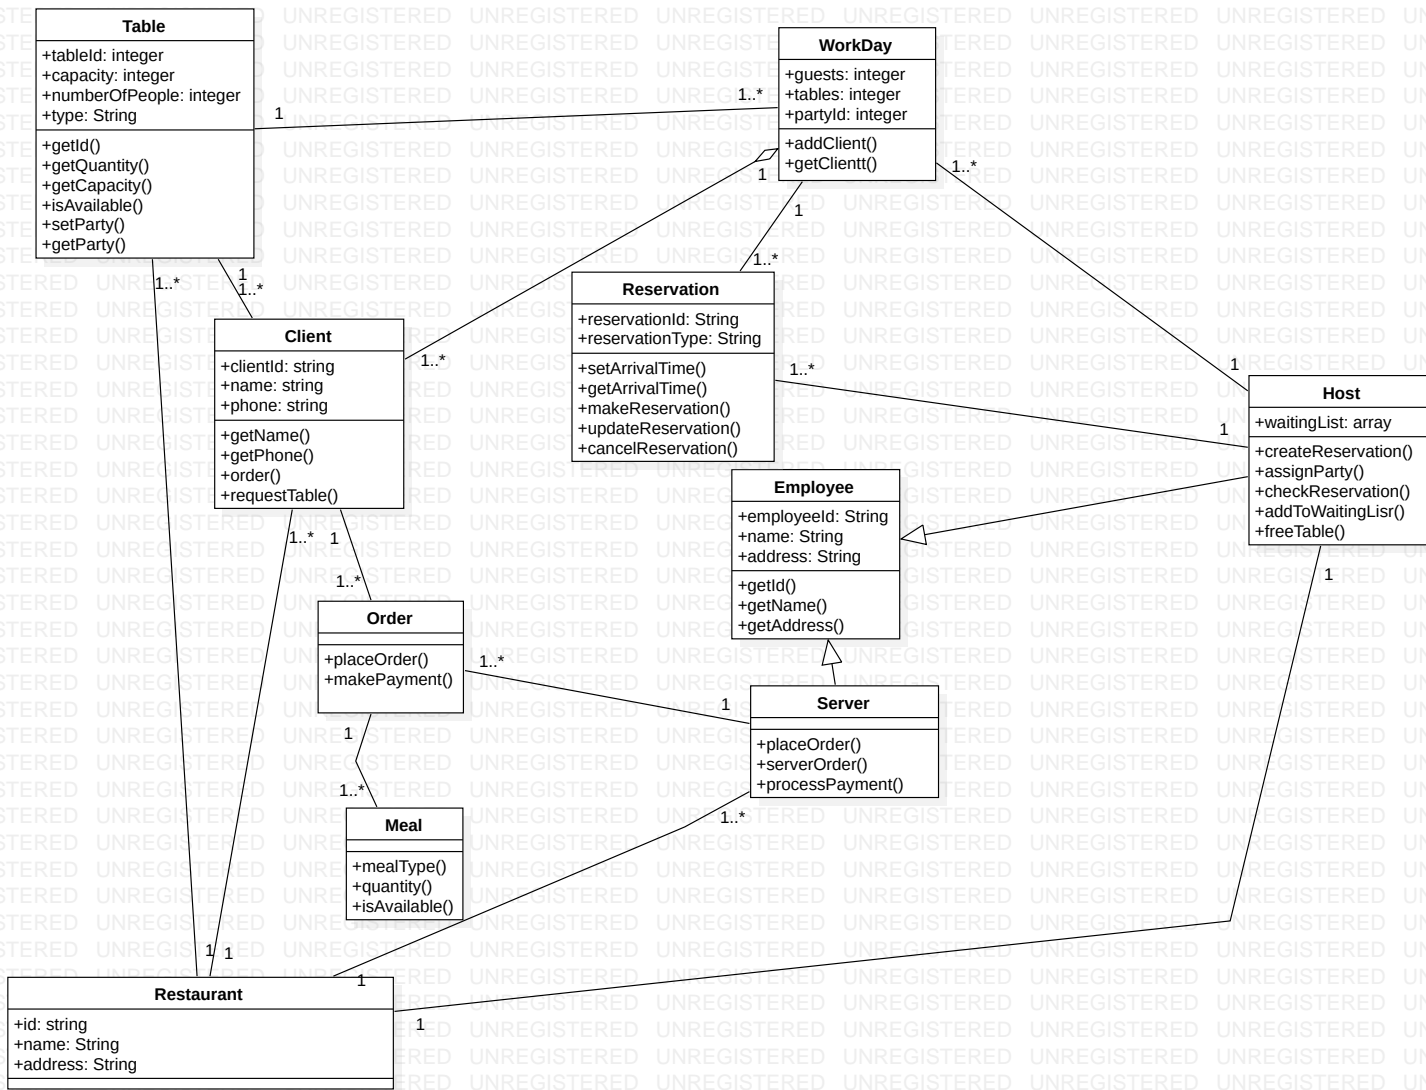 Table
+tableId: integer
+capacity: integer
+numberOfPeople: integer
+type: String
+getId()
+getQuantity()
+getCapacity()
+isAvailable()
+setParty()
+getParty()
WorkDay
+guests: integer
+tables: integer
+partyId: integer
+addClient()
+getClientt()
1
1..*
1
1..*
1
1..*
1..*
1
1..*
1
1..*
Client
+clientId: string
+name: string
+phone: string
+getName()
+getPhone()
+order()
+requestTable()
Reservation
+reservationId: String
+reservationType: String
+setArrivalTime()
+getArrivalTime()
+makeReservation()
+updateReservation()
+cancelReservation()
1..*
1
1
Host
+waitingList: array
+createReservation()
+assignParty()
+checkReservation()
+addToWaitingLisr()
+freeTable()
Employee
+employeeId: String
+name: String
+address: String
+getId()
+getName()
+getAddress()
1..*
1
1..*
1
Order
+placeOrder()
+makePayment()
1..*
1
Server
+placeOrder()
+serverOrder()
+processPayment()
1
1..*
1..*
Meal
+mealType()
+quantity()
+isAvailable()
1
1
1
1
Restaurant
+id: string
+name: String
+address: String
UNREGISTERED